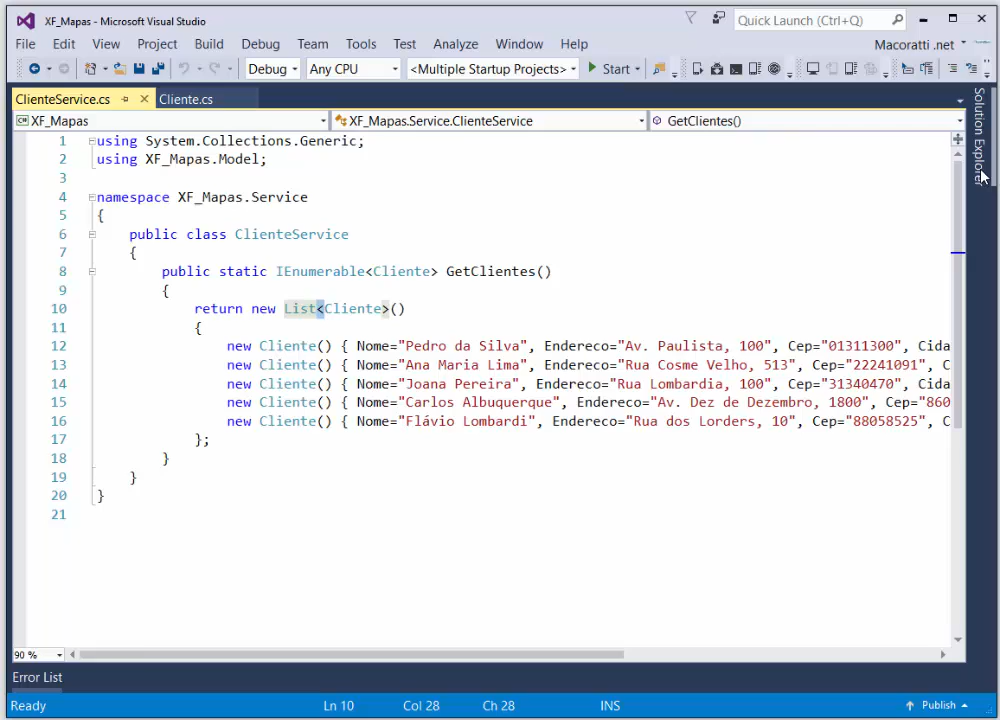 XF_Mapas - Microsoft Visual Studio
Quick Launch (Ctrl+Q)
File Edit View Project Build Debug Team Tools Test Analyze Window Help
Macoratti .net
Debug Any CPU <Multiple Startup Projects> Start
ClienteService.cs Cliente.cs
Solution Explorer
XF_Mapas XF_Mapas.Service.ClienteService GetClientes()
1 using System.Collections.Generic;
2 using XF_Mapas.Model;
3
4 namespace XF_Mapas.Service
5 {
6 public class ClienteService
7 {
8 public static IEnumerable<Cliente> GetClientes()
9 {
10 return new List<Cliente>()
11 {
12 new Cliente() { Nome="Pedro da Silva", Endereco="Av. Paulista, 100", Cep="01311300", Cida
13 new Cliente() { Nome="Ana Maria Lima", Endereco="Rua Cosme Velho, 513", Cep="22241091", C
14 new Cliente() { Nome="Joana Pereira", Endereco="Rua Lombardia, 100", Cep="31340470", Cida
15 new Cliente() { Nome="Carlos Albuquerque", Endereco="Av. Dez de Dezembro, 1800", Cep="860
16 new Cliente() { Nome="Flávio Lombardi", Endereco="Rua dos Lorders, 10", Cep="88058525", C
17 };
18 }
19 }
20 }
21
90 %
Error List
Ready Ln 10 Col 28 Ch 28 INS Publish